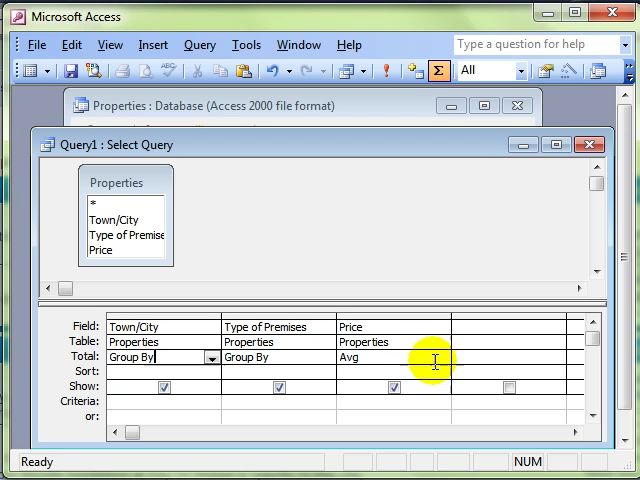 Microsoft Access
File Edit View Insert Query Tools Window Help Type a question for help
Σ All
Properties : Database (Access 2000 file format)
Query1 : Select Query
Properties
*
Town/City
Type of Premise
Price
Field: Town/City Type of Premises Price
Table: Properties Properties Properties
Total: Group By Group By Avg
Sort:
Show:
Criteria:
or:
Ready NUM